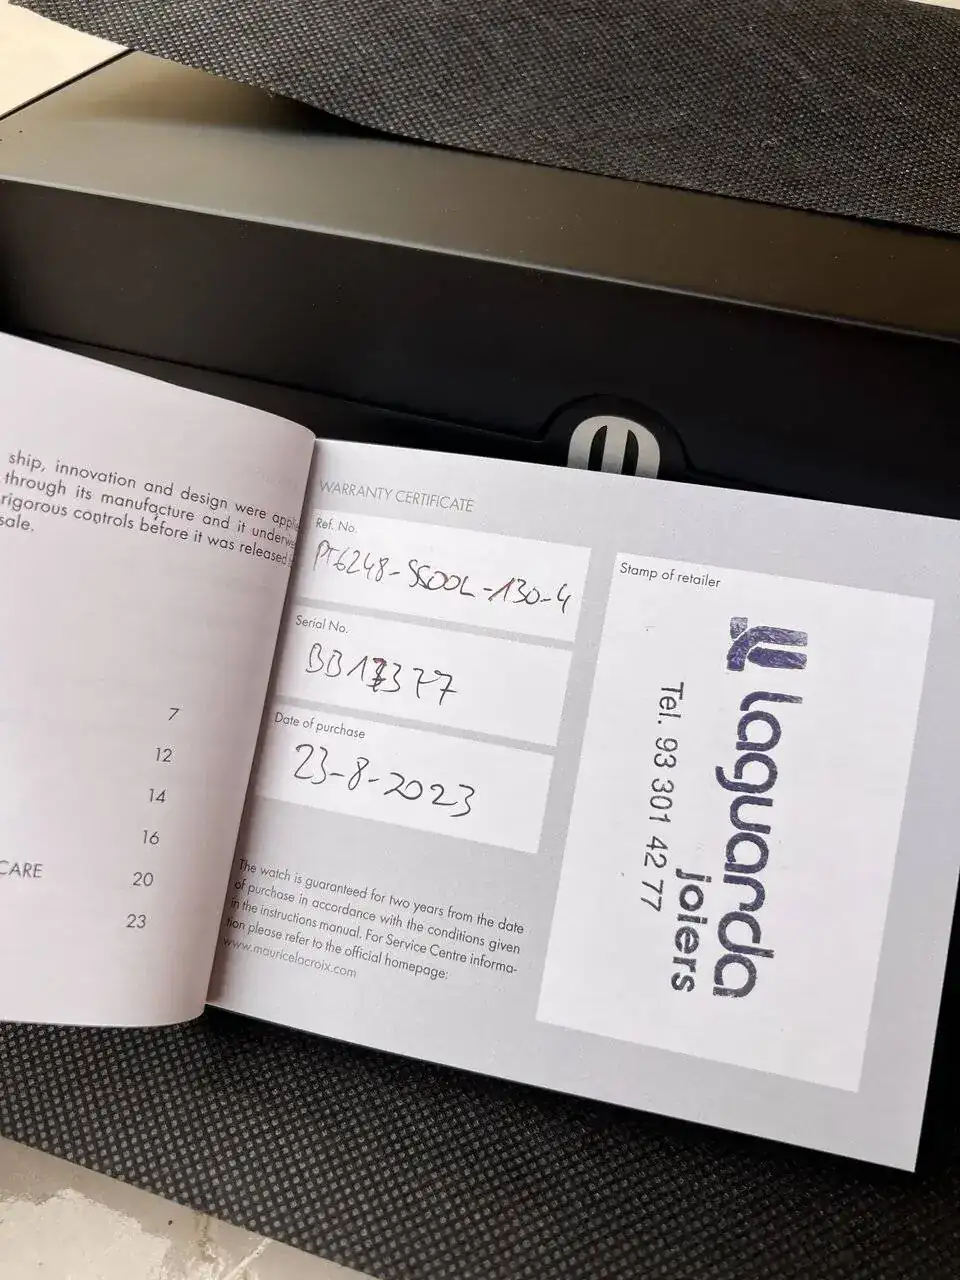 ship, innovation and design were
through its manufacture and it
rigorous controls before it was released
sale.
7
12
14
16
CARE 20
23
WARRANTY CERTIFICATE
Ref. No.
PT6248-SS00L-130-4
Serial No.
Date of purchase
23-8-2023
The watch is guaranteed for two years from the date
of purchase in accordance with the conditions given
in the instructions manual. For Service Centre informa-
tion please refer to the official homepage:
www.mauricelacroix.com
Stamp of retailer
laguarda
joiers
Tel. 93 301 42 77